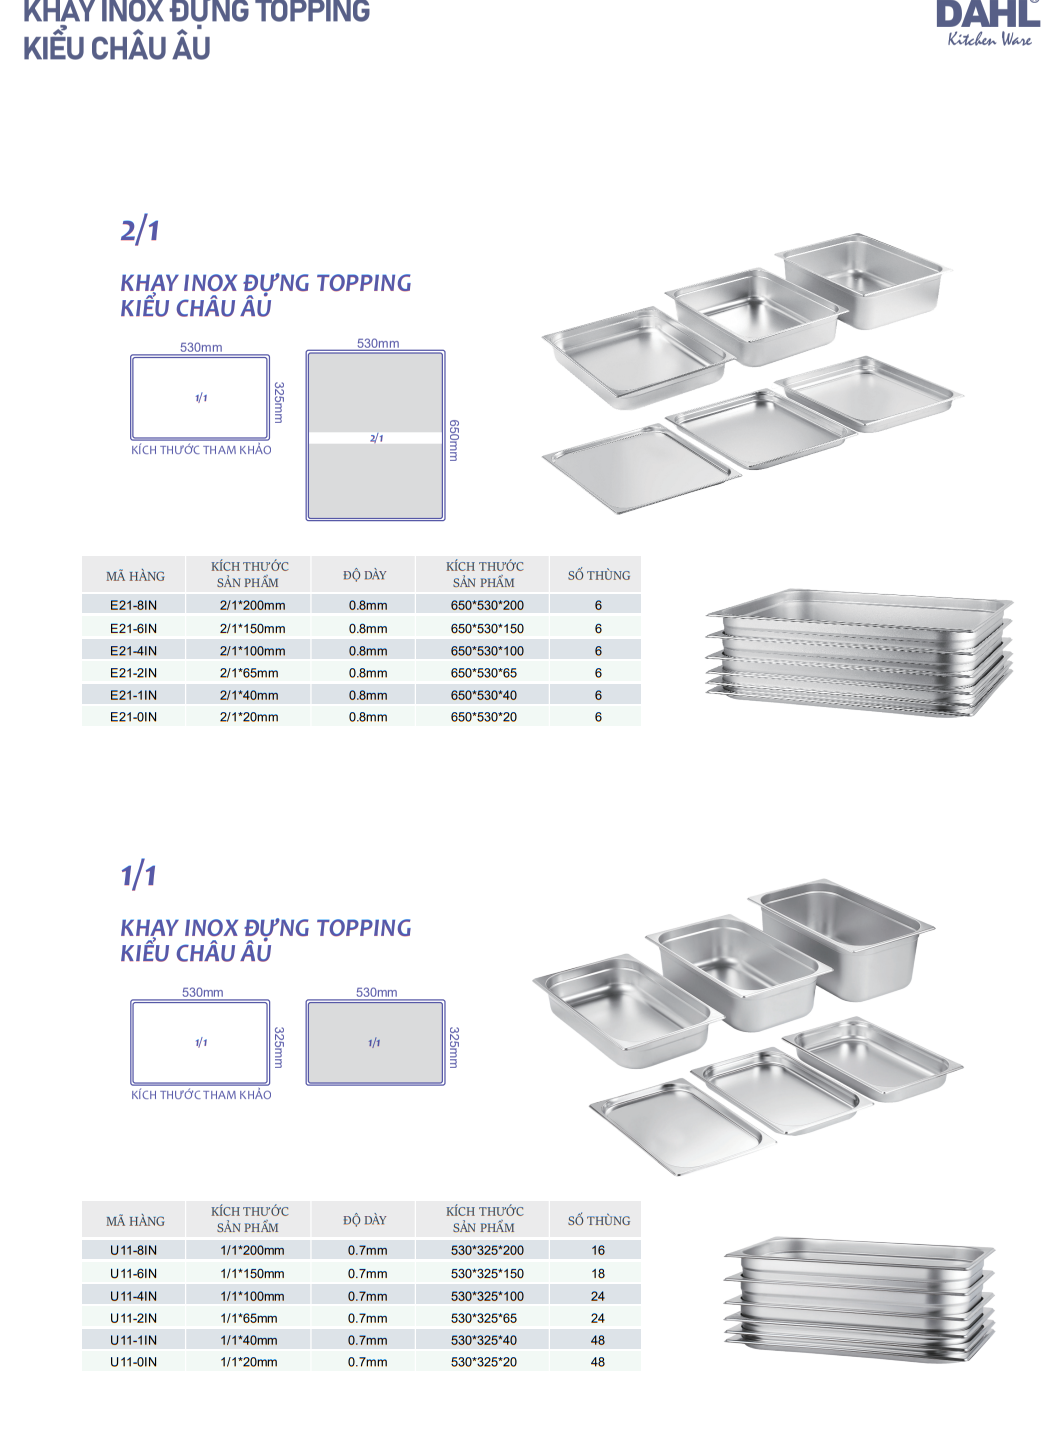 KHAY INOX ĐỰNG TOPPING
KIỂU CHÂU ÂU
DAHL®
Kitchen Ware
2/1
KHAY INOX ĐỰNG TOPPING
KIỂU CHÂU ÂU
530mm
1/1
325mm
KÍCH THƯỚC THAM KHẢO
530mm
2/1
650mm
MÃ HÀNG KÍCH THƯỚC SẢN PHẨM ĐỘ DÀY KÍCH THƯỚC SẢN PHẨM SỐ THÙNG
E21-8IN 2/1*200mm 0.8mm 650*530*200 6
E21-6IN 2/1*150mm 0.8mm 650*530*150 6
E21-4IN 2/1*100mm 0.8mm 650*530*100 6
E21-2IN 2/1*65mm 0.8mm 650*530*65 6
E21-1IN 2/1*40mm 0.8mm 650*530*40 6
E21-0IN 2/1*20mm 0.8mm 650*530*20 6
1/1
KHAY INOX ĐỰNG TOPPING
KIỂU CHÂU ÂU
530mm
1/1
325mm
KÍCH THƯỚC THAM KHẢO
530mm
1/1
325mm
MÃ HÀNG KÍCH THƯỚC SẢN PHẨM ĐỘ DÀY KÍCH THƯỚC SẢN PHẨM SỐ THÙNG
U11-8IN 1/1*200mm 0.7mm 530*325*200 16
U11-6IN 1/1*150mm 0.7mm 530*325*150 18
U11-4IN 1/1*100mm 0.7mm 530*325*100 24
U11-2IN 1/1*65mm 0.7mm 530*325*65 24
U11-1IN 1/1*40mm 0.7mm 530*325*40 48
U11-0IN 1/1*20mm 0.7mm 530*325*20 48